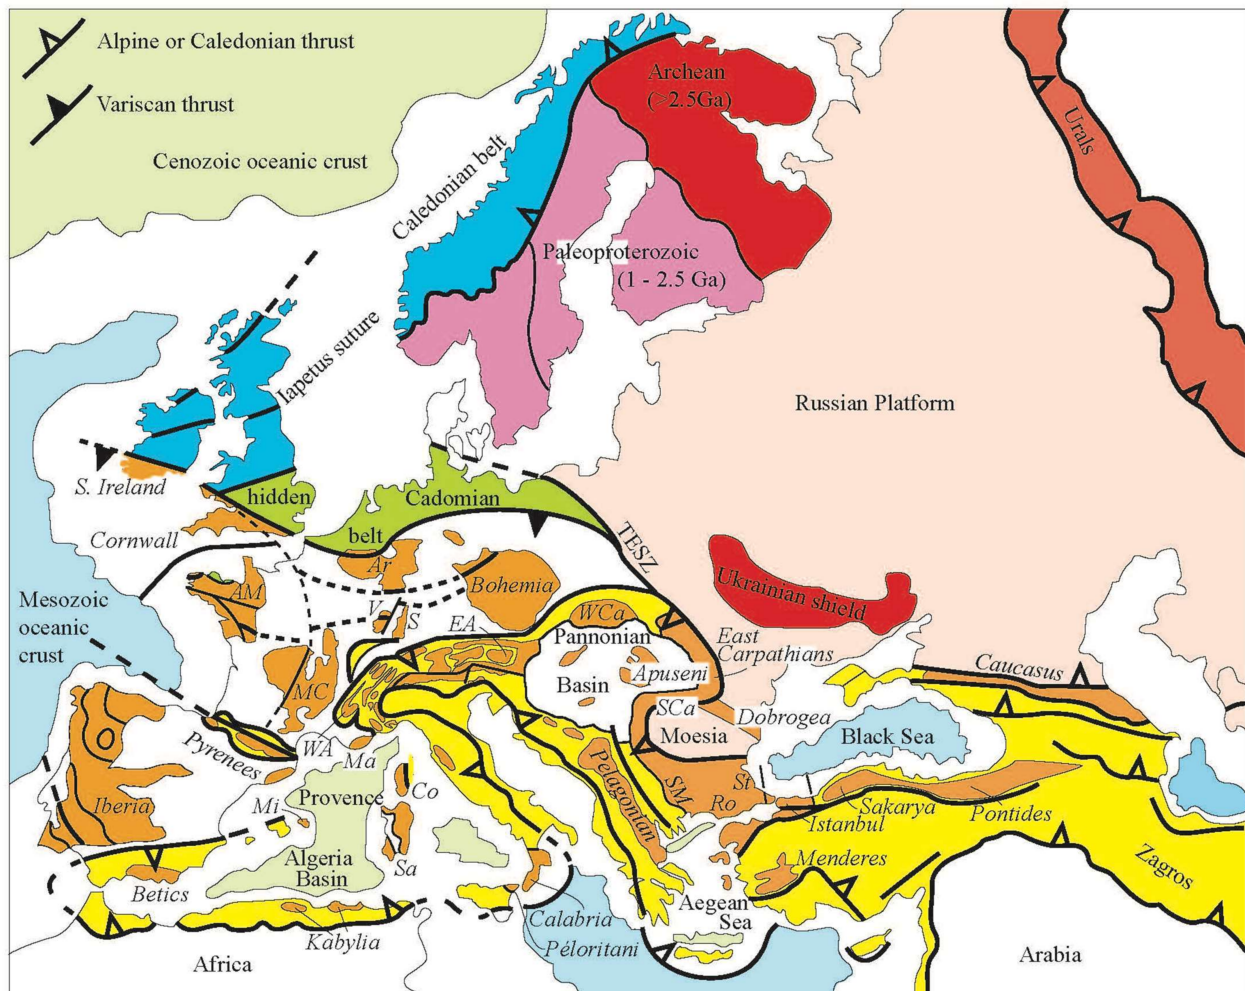 Alpine or Caledonian thrust
Variscan thrust
Cenozoic oceanic crust
Archean
(>2.5Ga)
Urals
Caledonian belt
Paleoproterozoic
(1 - 2.5 Ga)
Iapetus suture
Russian Platform
S. Ireland
hidden
Cadomian
belt
Cornwall
TESZ
Ar
Bohemia
Ukrainian shield
AM
Mesozoic
oceanic
crust
V
S
EA
WCa
Pannonian
Basin
Apuseni
East
Carpathians
Caucasus
MC
SCa
Dobrogea
Moesia
Black Sea
Pyrenees
WA
Ma
Iberia
Provence
Mi
Co
Pelagonian
SM
St
Ro
Sakarya
Istanbul
Pontides
Algeria
Basin
Sa
Menderes
Zagros
Betics
Kabylia
Calabria
Péloritani
Aegean
Sea
Africa
Arabia